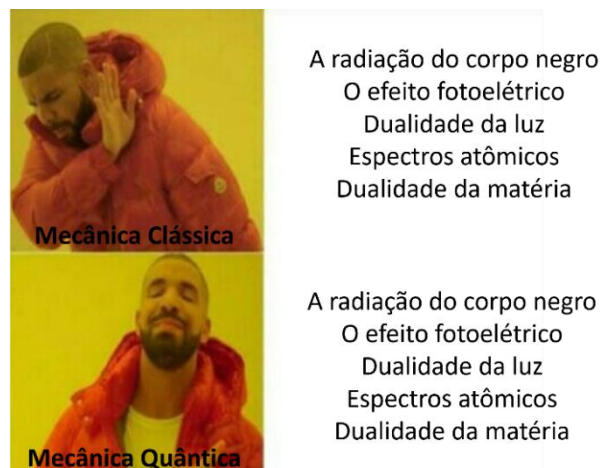 A radiação do corpo negro
O efeito fotoelétrico
Dualidade da luz
Espectros atômicos
Dualidade da matéria
Mecânica Clássica
A radiação do corpo negro
O efeito fotoelétrico
Dualidade da luz
Espectros atômicos
Dualidade da matéria
Mecânica Quântica